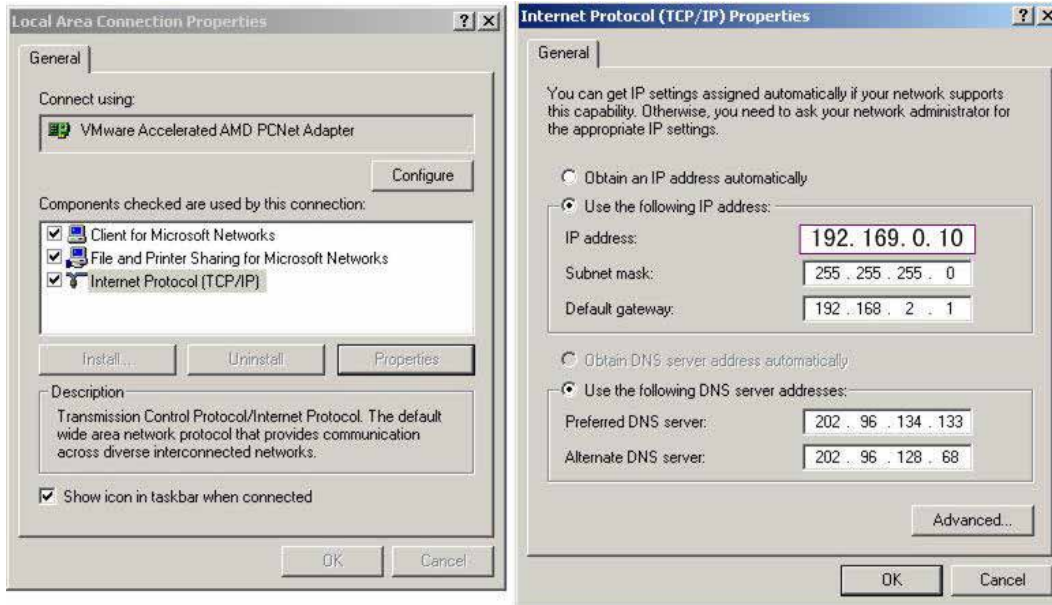 Local Area Connection Properties
General
Connect using:
VMware Accelerated AMD PCNet Adapter
Configure
Components checked are used by this connection:
Client for Microsoft Networks
File and Printer Sharing for Microsoft Networks
Internet Protocol (TCP/IP)
Install...
Uninstall
Properties
Description
Transmission Control Protocol/Internet Protocol. The default
wide area network protocol that provides communication
across diverse interconnected networks.
Show icon in taskbar when connected
OK
Cancel
Internet Protocol (TCP/IP) Properties
General
You can get IP settings assigned automatically if your network supports
this capability. Otherwise, you need to ask your network administrator for
the appropriate IP settings.
Obtain an IP address automatically
Use the following IP address:
IP address: 192. 169. 0. 10
Subnet mask: 255 . 255 . 255 . 0
Default gateway: 192 . 168 . 2 . 1
Obtain DNS server address automatically
Use the following DNS server addresses:
Preferred DNS server: 202 . 96 . 134 . 133
Alternate DNS server: 202 . 96 . 128 . 68
Advanced...
OK
Cancel